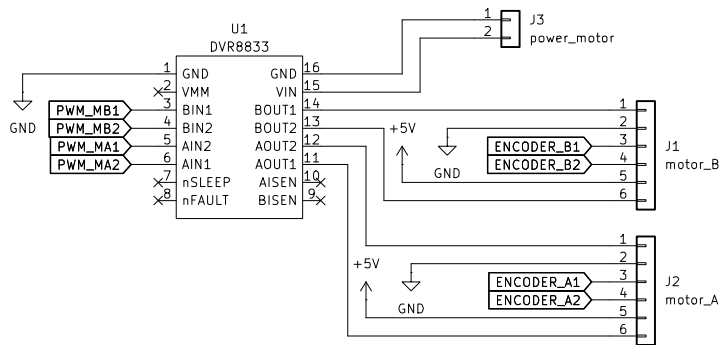 U1
DVR8833
1 GND GND 16
2 VMM VIN 15
PWM_MB1 3 BIN1 BOUT1 14
PWM_MB2 4 BIN2 BOUT2 13
PWM_MA1 5 AIN2 AOUT2 12
PWM_MA2 6 AIN1 AOUT1 11
7 nSLEEP AISEN 10
8 nFAULT BISEN 9
GND
1 J3
2 power_motor
+5V
GND
1
2
ENCODER_B1 3
ENCODER_B2 4
5
6
J1
motor_B
+5V
GND
1
2
ENCODER_A1 3
ENCODER_A2 4
5
6
J2
motor_A